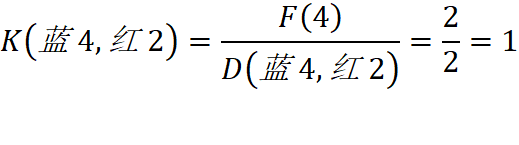 K(蓝 4, 红 2) = F(4) / D(蓝 4, 红 2) = 2/2 = 1